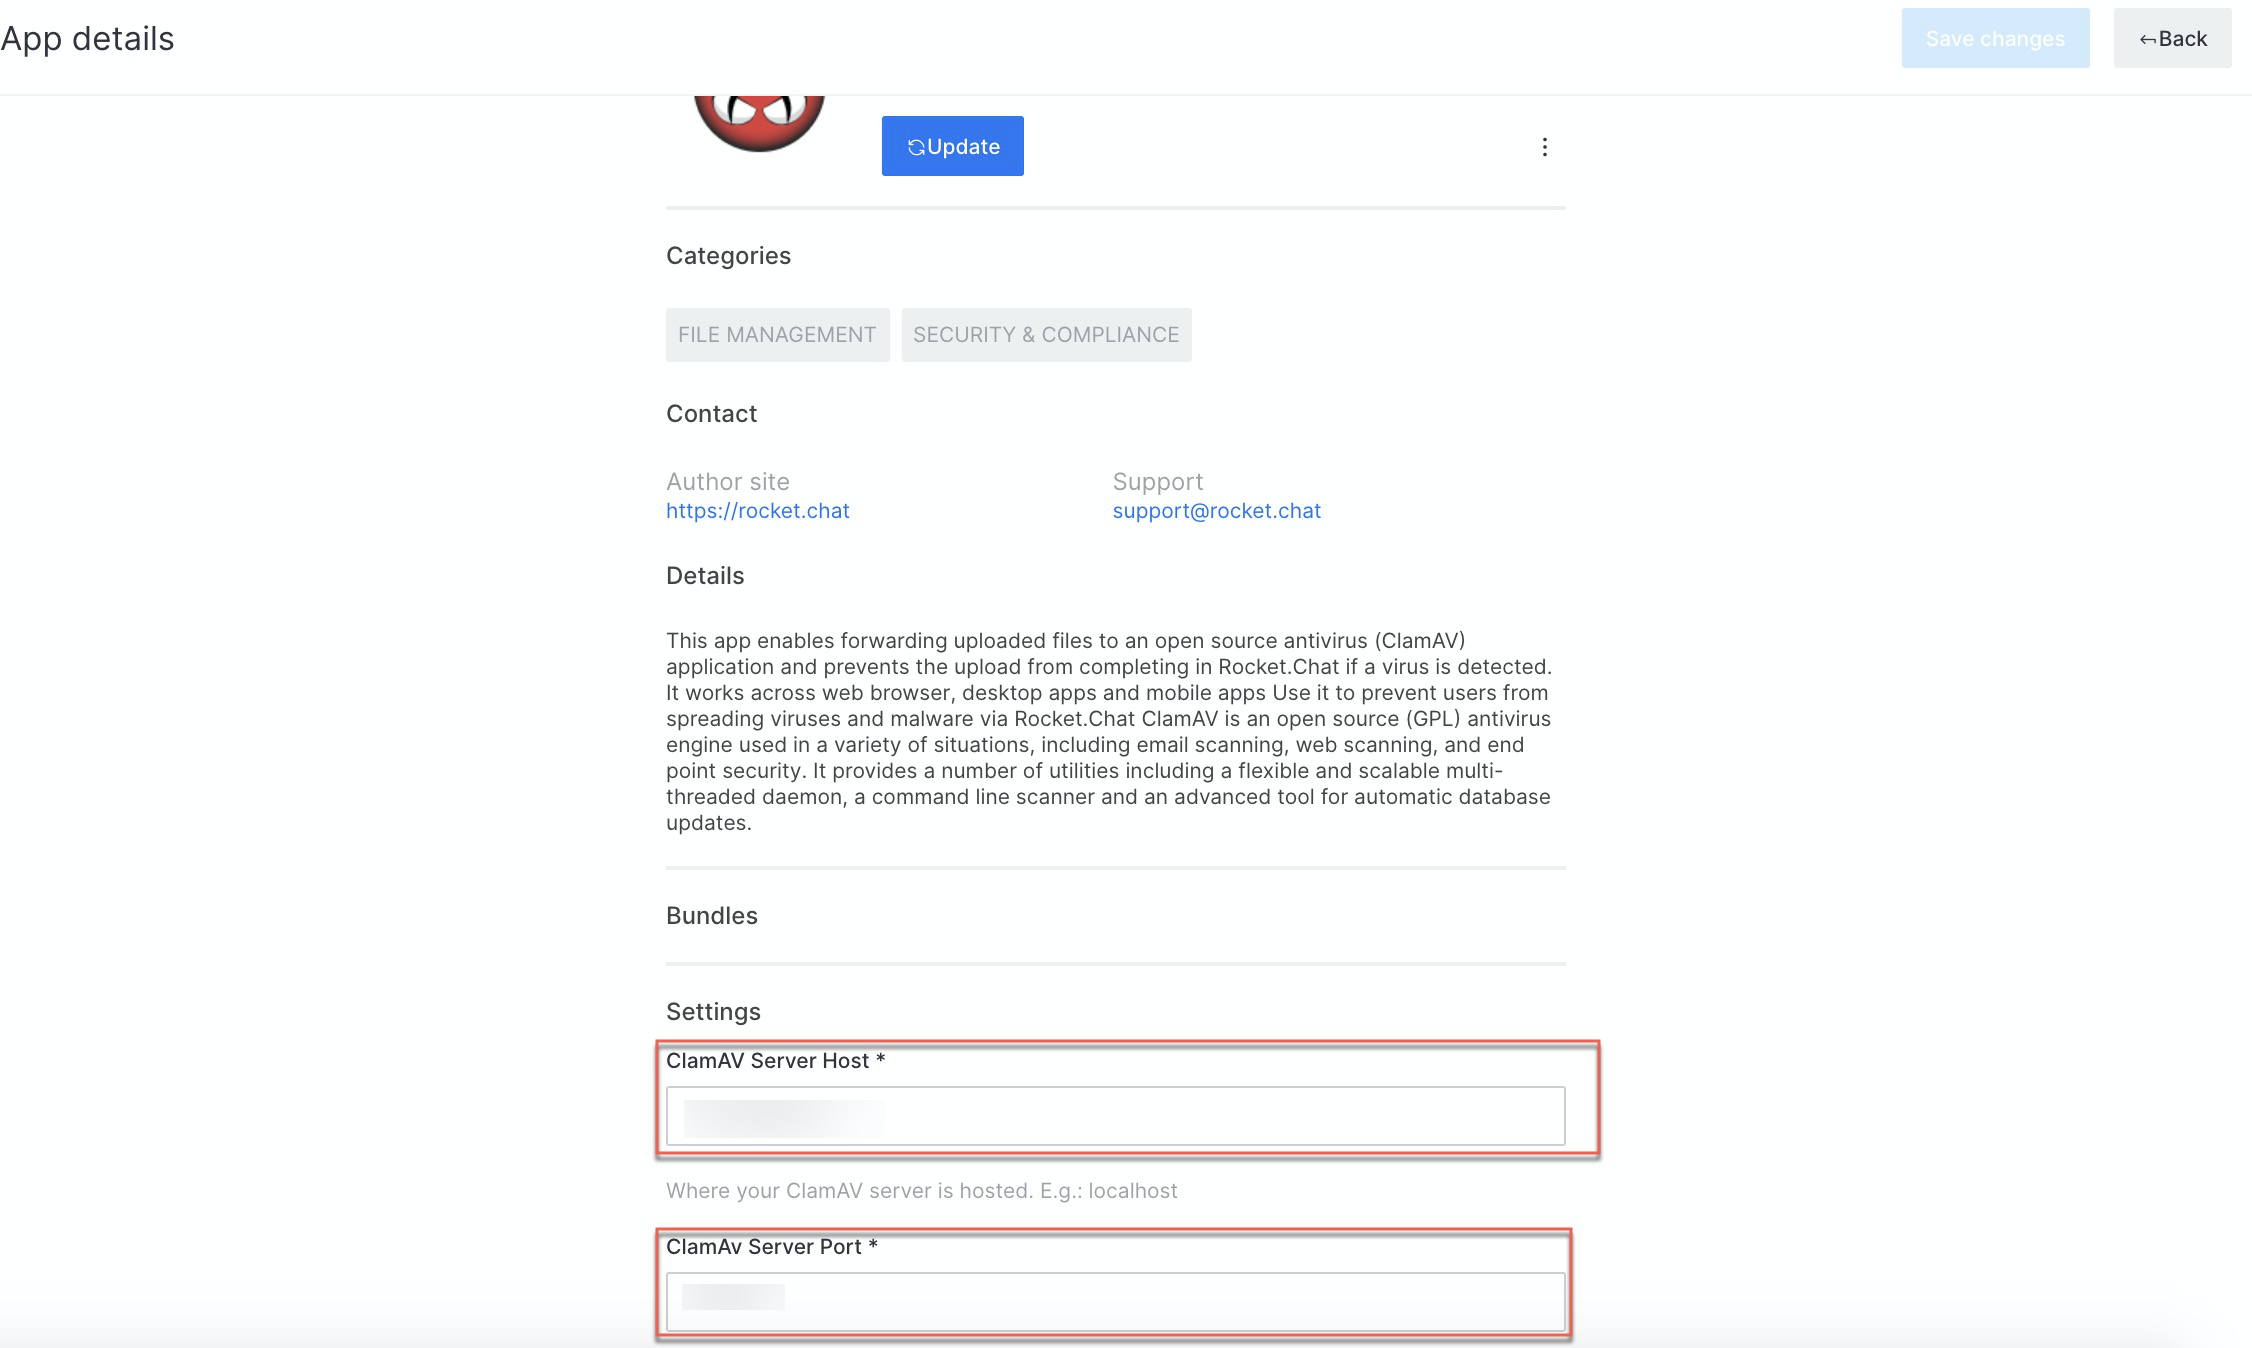 App details
Save changes
Back
Update
Categories
FILE MANAGEMENT
SECURITY & COMPLIANCE
Contact
Author site
Support
https://rocket.chat
support@rocket.chat
Details
This app enables forwarding uploaded files to an open source antivirus (ClamAV)
application and prevents the upload from completing in Rocket.Chat if a virus is detected.
It works across web browser, desktop apps and mobile apps Use it to prevent users from
spreading viruses and malware via Rocket.Chat ClamAV is an open source (GPL) antivirus
engine used in a variety of situations, including email scanning, web scanning, and end
point security. It provides a number of utilities including a flexible and scalable multi-
threaded daemon, a command line scanner and an advanced tool for automatic database
updates.
Bundles
Settings
ClamAV Server Host *
Where your ClamAV server is hosted. E.g.: localhost
ClamAv Server Port *